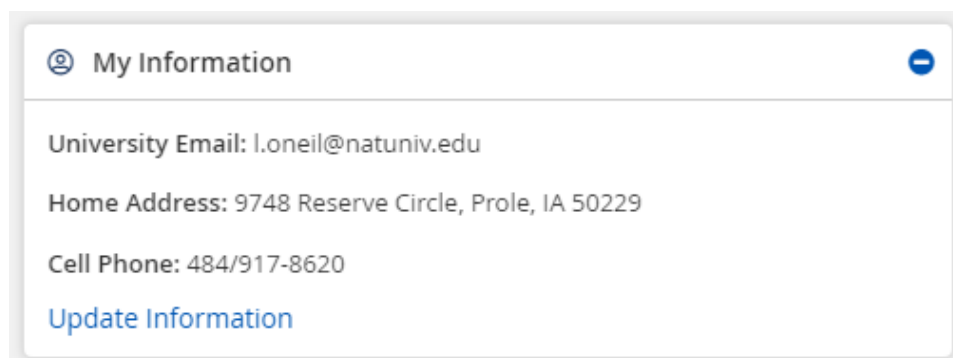 My Information
University Email: l.oneil@natuniv.edu
Home Address: 9748 Reserve Circle, Prole, IA 50229
Cell Phone: 484/917-8620
Update Information